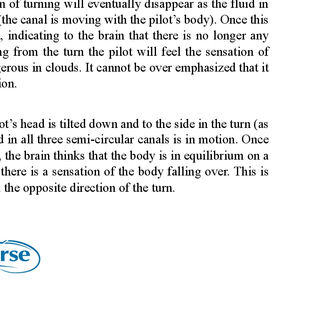 n of turning will eventually disappear as the fluid in
(the canal is moving with the pilot's body). Once this
, indicating to the brain that there is no longer any
ng from the turn the pilot will feel the sensation of
erous in clouds. It cannot be over emphasized that it
ion.
ot's head is tilted down and to the side in the turn (as
d in all three semi-circular canals is in motion. Once
, the brain thinks that the body is in equilibrium on a
there is a sensation of the body falling over. This is
the opposite direction of the turn.
rse